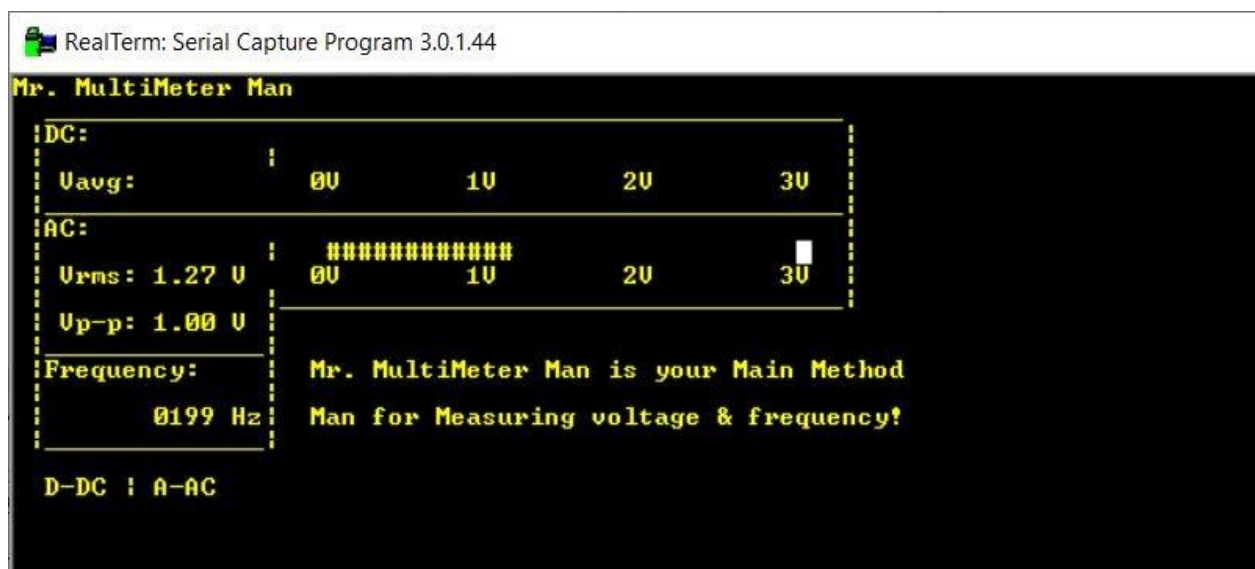 RealTerm: Serial Capture Program 3.0.1.44
Mr. MultiMeter Man
DC:
Vavg: 0V 1V 2V 3V
AC:
############
Vrms: 1.27 V 0V 1V 2V 3V
Vp-p: 1.00 V
Frequency: Mr. MultiMeter Man is your Main Method
0199 Hz Man for Measuring voltage & frequency!
D-DC | A-AC